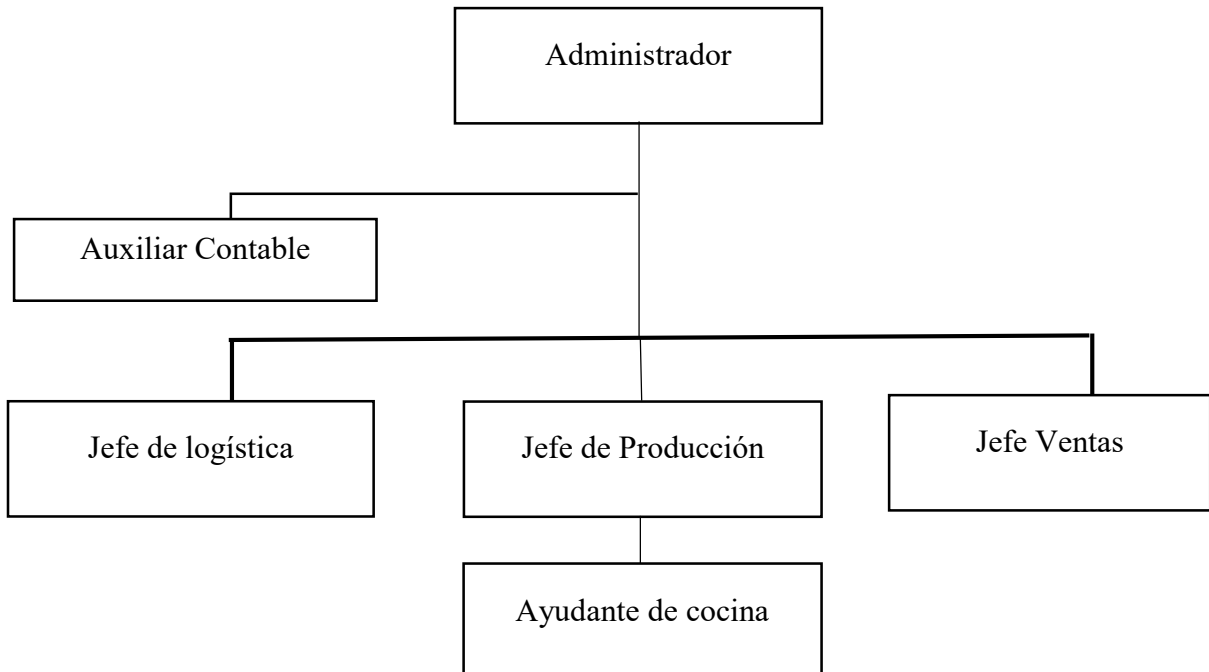 Administrador
Auxiliar Contable
Jefe de logística
Jefe de Producción
Jefe Ventas
Ayudante de cocina